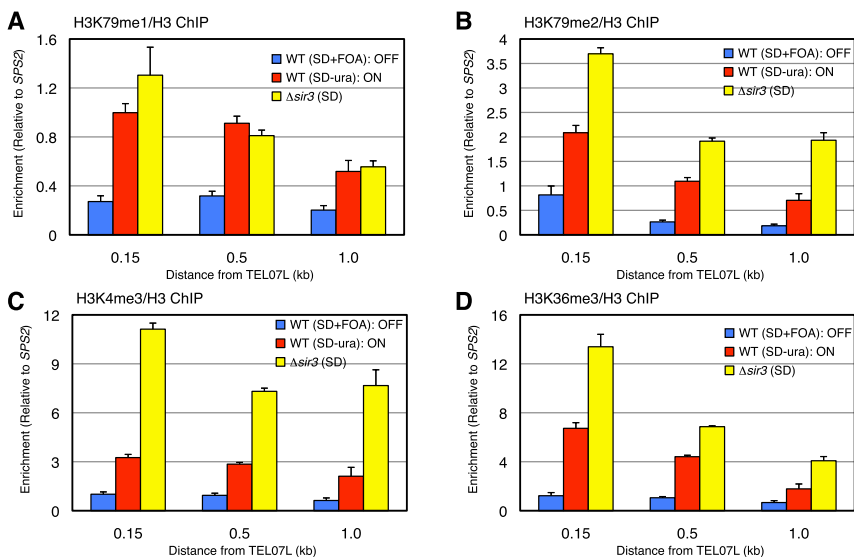 A
H3K79me1/H3 ChIP
Enrichment (Relative to SPS2)
1.6
1.2
0.8
0.4
0
WT (SD+FOA): OFF
WT (SD-ura): ON
Δsir3 (SD)
0.15
0.5
1.0
Distance from TEL07L (kb)
B
H3K79me2/H3 ChIP
Enrichment (Relative to SPS2)
4
3.5
3
2.5
2
1.5
1
0.5
0
WT (SD+FOA): OFF
WT (SD-ura): ON
Δsir3 (SD)
0.15
0.5
1.0
Distance from TEL07L (kb)
C
H3K4me3/H3 ChIP
Enrichment (Relative to SPS2)
12
9
6
3
0
WT (SD+FOA): OFF
WT (SD-ura): ON
Δsir3 (SD)
0.15
0.5
1.0
Distance from TEL07L (kb)
D
H3K36me3/H3 ChIP
Enrichment (Relative to SPS2)
16
12
8
4
0
WT (SD+FOA): OFF
WT (SD-ura): ON
Δsir3 (SD)
0.15
0.5
1.0
Distance from TEL07L (kb)